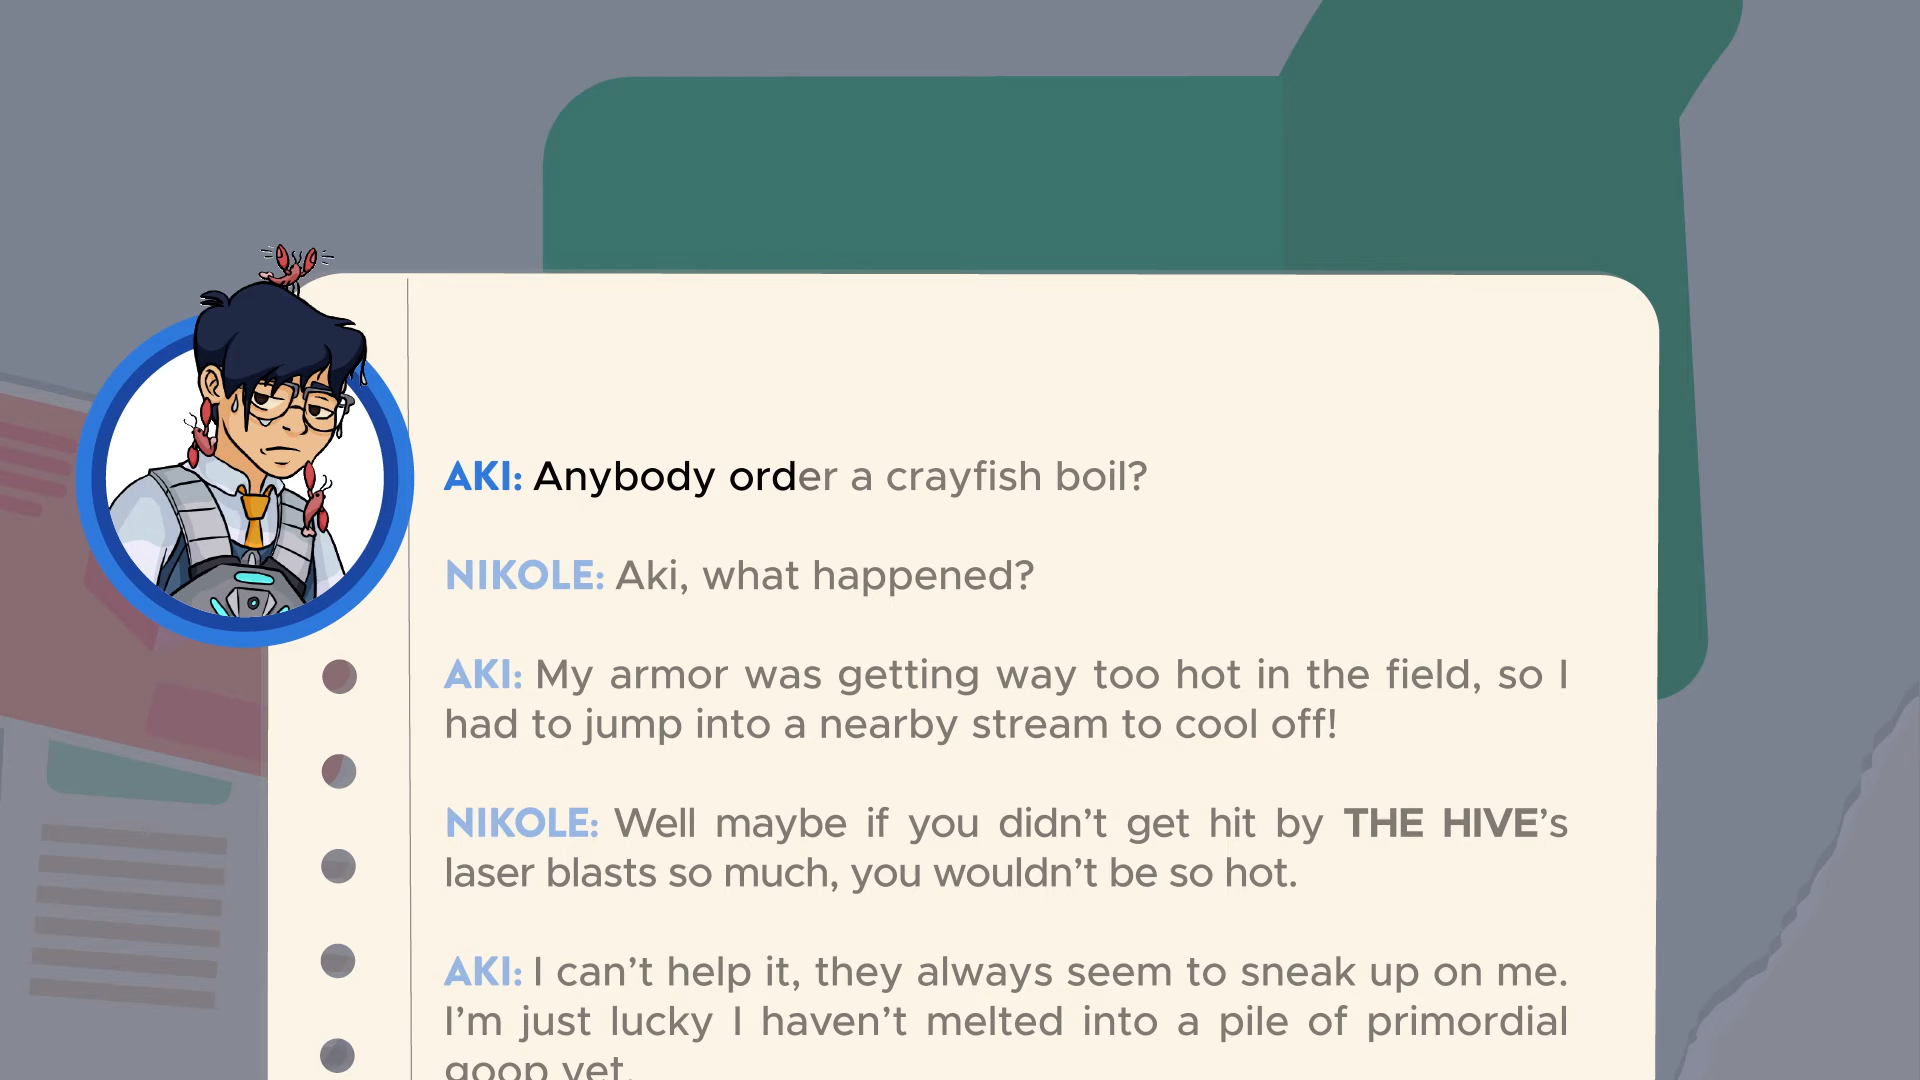 AKI: Anybody order a crayfish boil?
NIKOLE: Aki, what happened?
AKI: My armor was getting way too hot in the field, so I
had to jump into a nearby stream to cool off!
NIKOLE: Well maybe if you didn’t get hit by THE HIVE’s
laser blasts so much, you wouldn’t be so hot.
AKI: I can’t help it, they always seem to sneak up on me.
I’m just lucky I haven’t melted into a pile of primordial
goop yet.